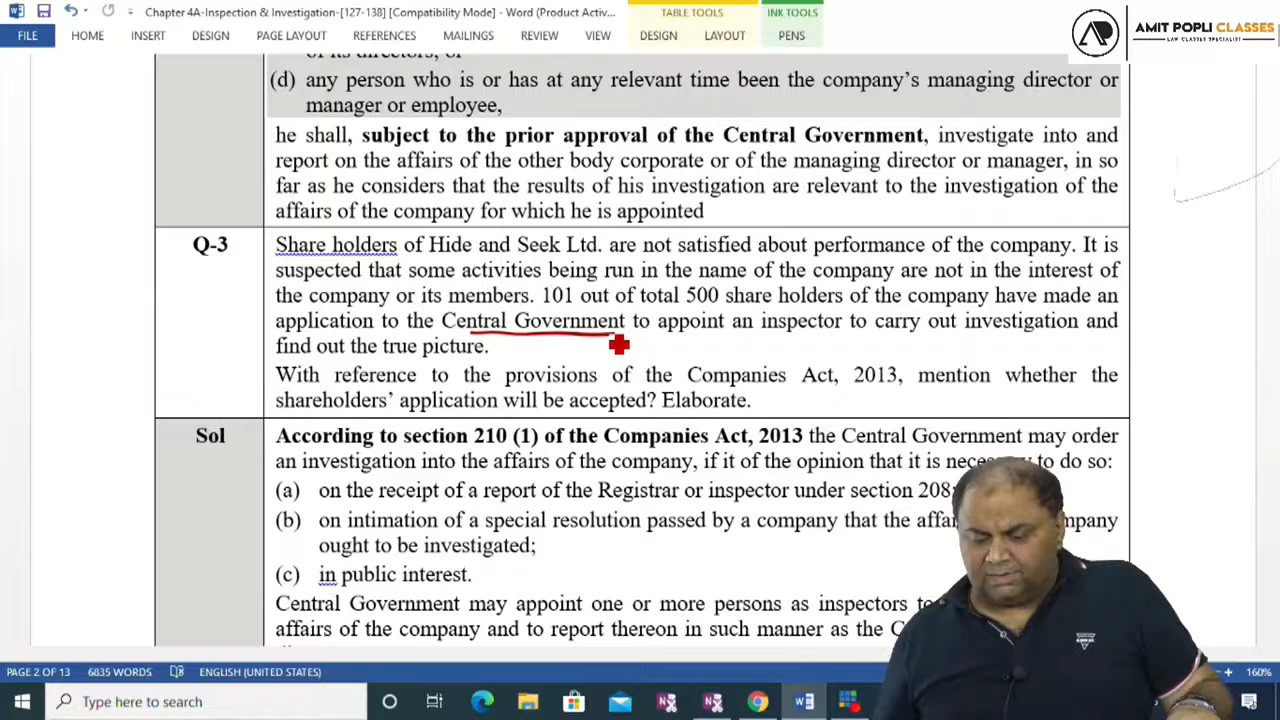 Chapter 4A-Inspection & Investigation-[127-138] [Compatibility Mode] - Word (Product Activ...
TABLE TOOLS
INK TOOLS
FILE HOME INSERT DESIGN PAGE LAYOUT REFERENCES MAILINGS REVIEW VIEW DESIGN LAYOUT PENS
AMIT POPLI CLASSES
LAW CLASSES SPECIALIST
of its directors; or
(d) any person who is or has at any relevant time been the company's managing director or
manager or employee,
he shall, subject to the prior approval of the Central Government, investigate into and
report on the affairs of the other body corporate or of the managing director or manager, in so
far as he considers that the results of his investigation are relevant to the investigation of the
affairs of the company for which he is appointed
Q-3
Share holders of Hide and Seek Ltd. are not satisfied about performance of the company. It is
suspected that some activities being run in the name of the company are not in the interest of
the company or its members. 101 out of total 500 share holders of the company have made an
application to the Central Government to appoint an inspector to carry out investigation and
find out the true picture.
With reference to the provisions of the Companies Act, 2013, mention whether the
shareholders' application will be accepted? Elaborate.
Sol
According to section 210 (1) of the Companies Act, 2013 the Central Government may order
an investigation into the affairs of the company, if it of the opinion that it is necessary to do so:
(a) on the receipt of a report of the Registrar or inspector under section 208;
(b) on intimation of a special resolution passed by a company that the affai mpany
ought to be investigated;
(c) in public interest.
Central Government may appoint one or more persons as inspectors to
affairs of the company and to report thereon in such manner as the C
PAGE 2 OF 13 6835 WORDS ENGLISH (UNITED STATES) 160%
Type here to search